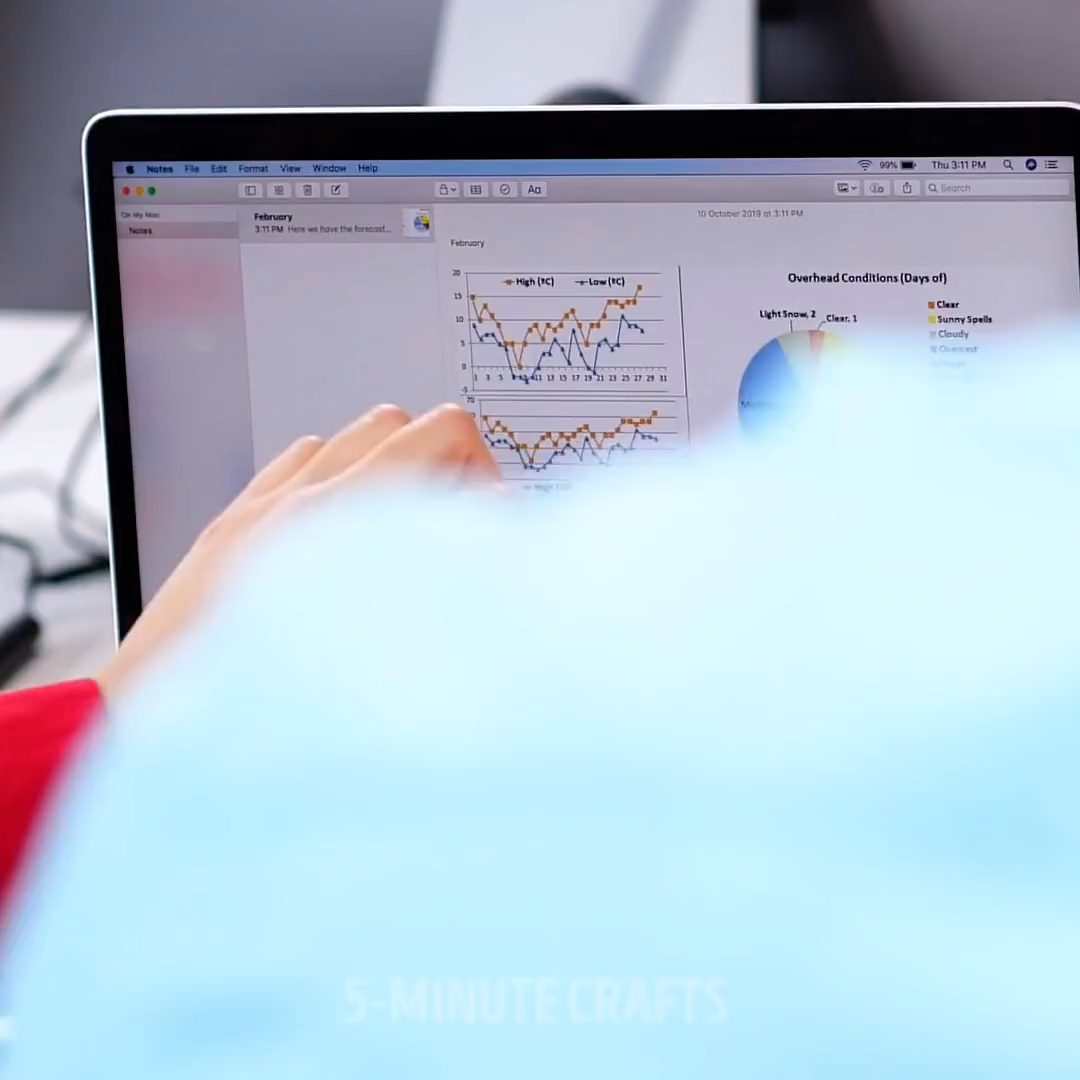 Notes File Edit Format View Window Help 99% Thu 3:11 PM
Aa Search
On My Mac
Notes
February
3:11 PM Here we have the forecast...
10 October 2019 at 3:11 PM
February
High (ºC) Low (ºC)
20
15
10
5
0
-5
1 3 5 11 13 15 17 19 21 23 25 27 29 31
70
Overhead Conditions (Days of)
Light Snow, 2
Clear, 1
Clear
Sunny Spells
Cloudy
Overcast
5-MINUTE CRAFTS